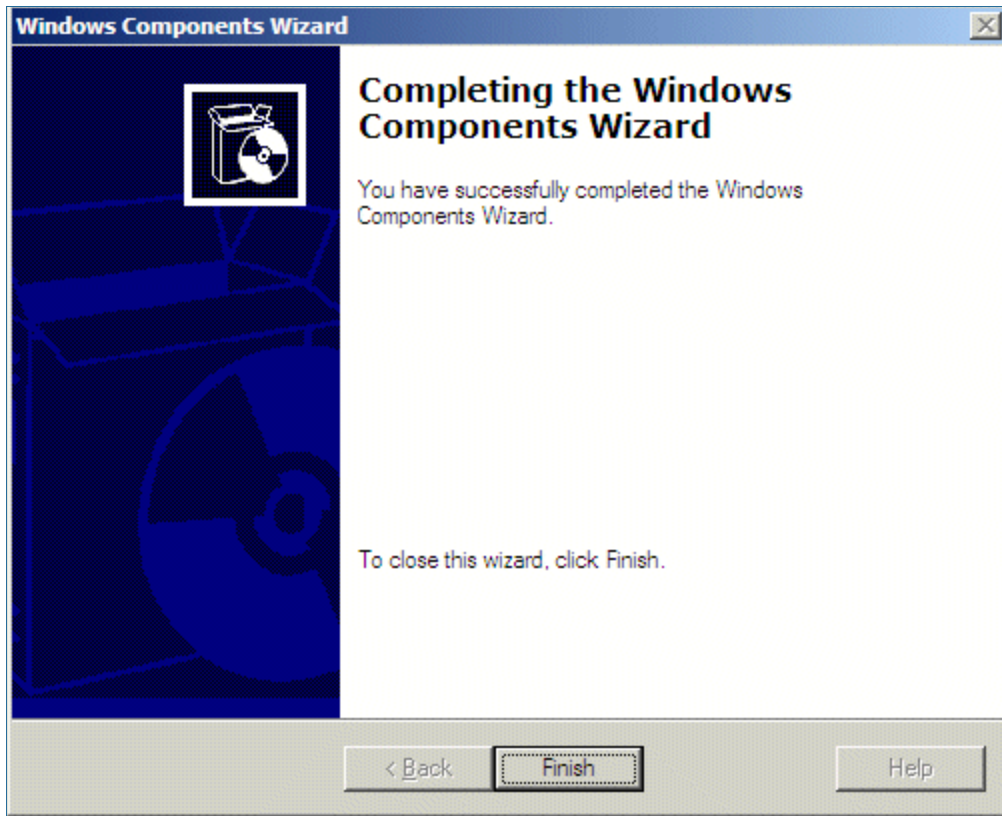 Windows Components Wizard
Completing the Windows
Components Wizard
You have successfully completed the Windows
Components Wizard.
To close this wizard, click Finish.
< Back
Finish
Help